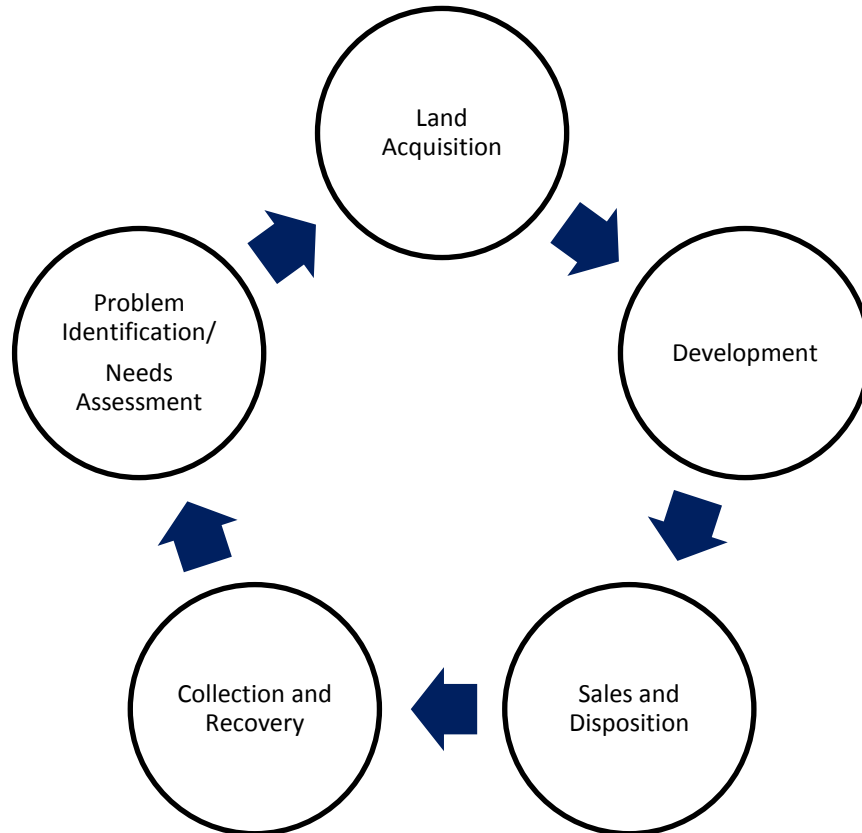 Land
Acquisition
Development
Sales and
Disposition
Collection and
Recovery
Problem
Identification/
Needs
Assessment